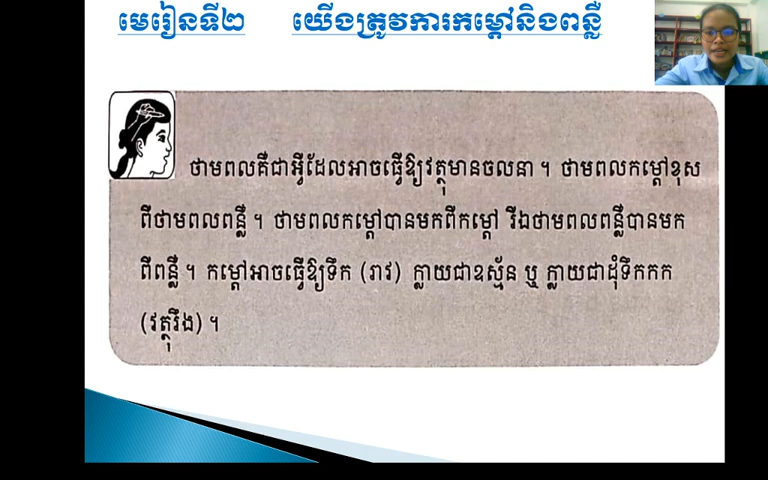 មេរៀនទី២ យើងត្រូវការកម្ដៅនិងពន្លឺ
ថាមពលគឺជាអ្វីដែលអាចធ្វើឱ្យវត្ថុមានចលនា ។ ថាមពលកម្ដៅខុស
ពីថាមពលពន្លឺ ។ ថាមពលកម្ដៅបានមកពីកម្ដៅ រីឯថាមពលពន្លឺបានមក
ពីពន្លឺ ។ កម្ដៅអាចធ្វើឱ្យទឹក (រាវ) ក្លាយជាឧស្ម័ន ឬ ក្លាយជាដុំទឹកកក
(វត្ថុរឹង) ។